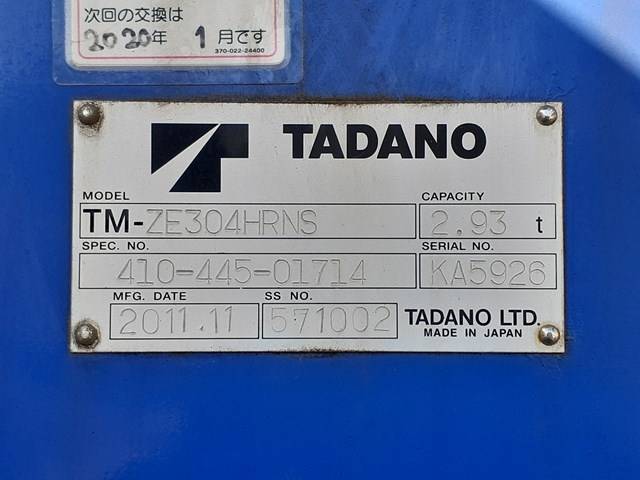 次回の交換は
2020年 1月です
370-022-24400
TADANO
MODEL CAPACITY
TM-ZE304HRNS 2.93 t
SPEC. NO. SERIAL NO.
410-445-01714 KA5926
MFG. DATE SS NO.
2011.11 571002 TADANO LTD.
MADE IN JAPAN